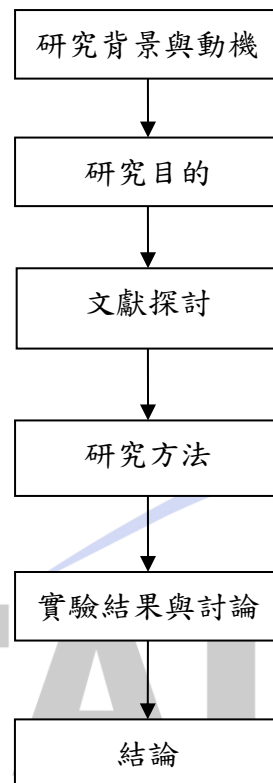 研究背景與動機
研究目的
文獻探討
研究方法
實驗結果與討論
結論